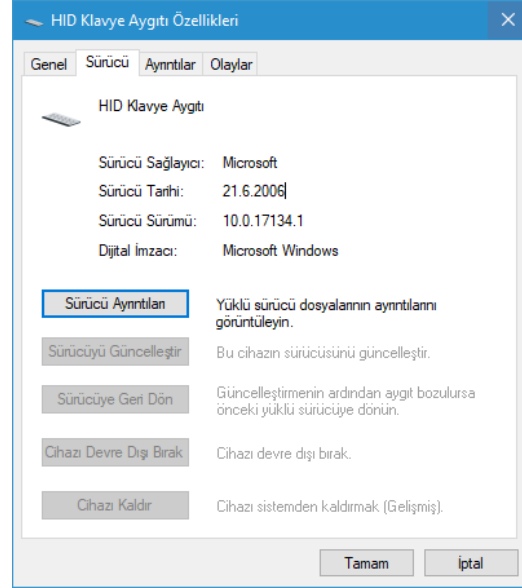 HID Klavye Aygıtı Özellikleri
Genel Sürücü Ayrıntılar Olaylar
HID Klavye Aygıtı
Sürücü Sağlayıcı: Microsoft
Sürücü Tarihi: 21.6.2006
Sürücü Sürümü: 10.0.17134.1
Dijital İmzacı: Microsoft Windows
Sürücü Ayrıntıları
Yüklü sürücü dosyalarının ayrıntılarını
görüntüleyin.
Sürücüyü Güncelleştir
Bu cihazın sürücüsünü güncelleştir.
Sürücüye Geri Dön
Güncelleştirmenin ardından aygıt bozulursa
önceki yüklü sürücüye dönün.
Cihazı Devre Dışı Bırak
Cihazı devre dışı bırak.
Cihazı Kaldır
Cihazı sistemden kaldırmak (Gelişmiş).
Tamam İptal